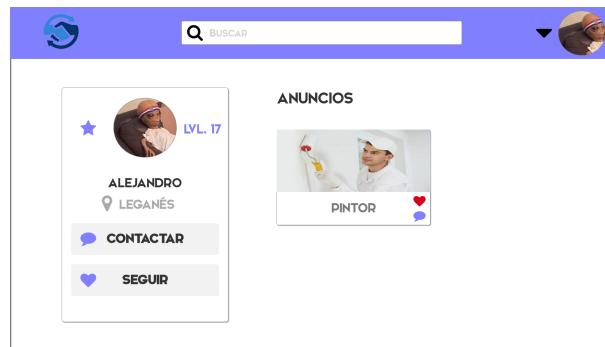 BUSCAR
LVL. 17
ALEJANDRO
LEGANÉS
CONTACTAR
SEGUIR
ANUNCIOS
PINTOR